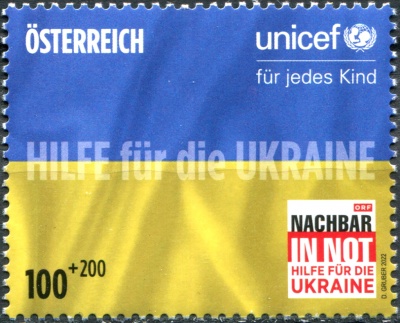 ÖSTERREICH
unicef
für jedes Kind
HILFE für die UKRAINE
100+200
ORF
NACHBAR
IN NOT
HILFE FÜR DIE
UKRAINE
D. GRUBER 2022